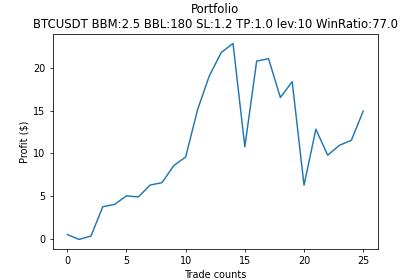 Portfolio
BTCUSDT BBM:2.5 BBL:180 SL:1.2 TP:1.0 lev:10 WinRatio:77.0
Profit ($)
20
15
10
5
0
0 5 10 15 20 25
Trade counts